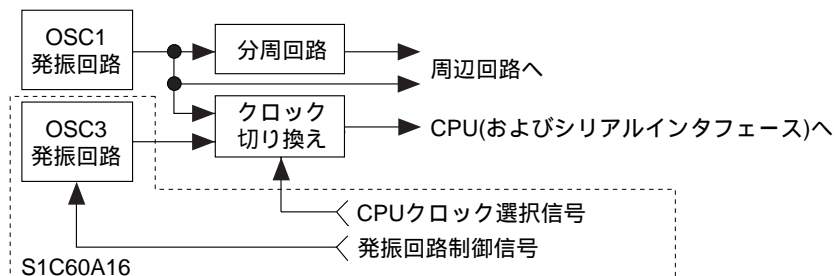 OSC1
発振回路
分周回路
周辺回路へ
OSC3
発振回路
クロック
切り換え
CPU(およびシリアルインタフェース)へ
CPUクロック選択信号
発振回路制御信号
S1C60A16